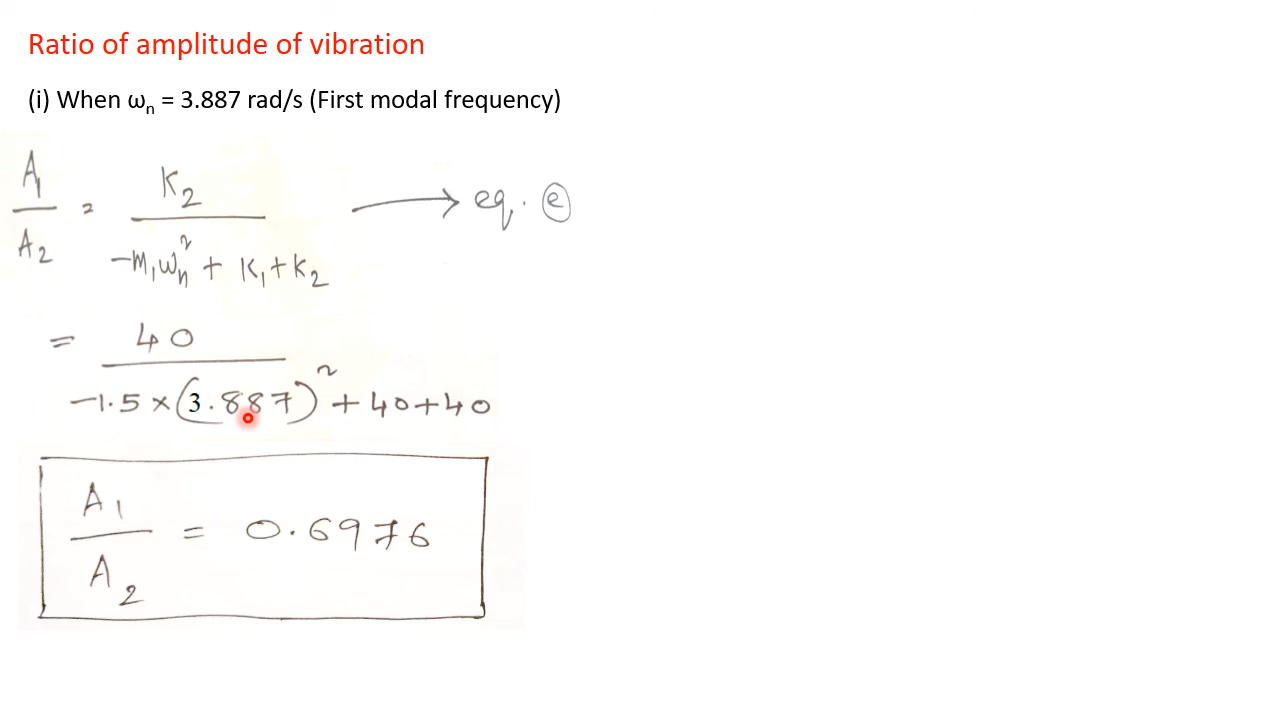 Ratio of amplitude of vibration
(i) When ωn = 3.887 rad/s (First modal frequency)
A1/A2 = K2/(-m1ωn² + K1+K2) → eq. (e)
= 40/(-1.5×(3.887)² + 40+40)
A1/A2 = 0.6976